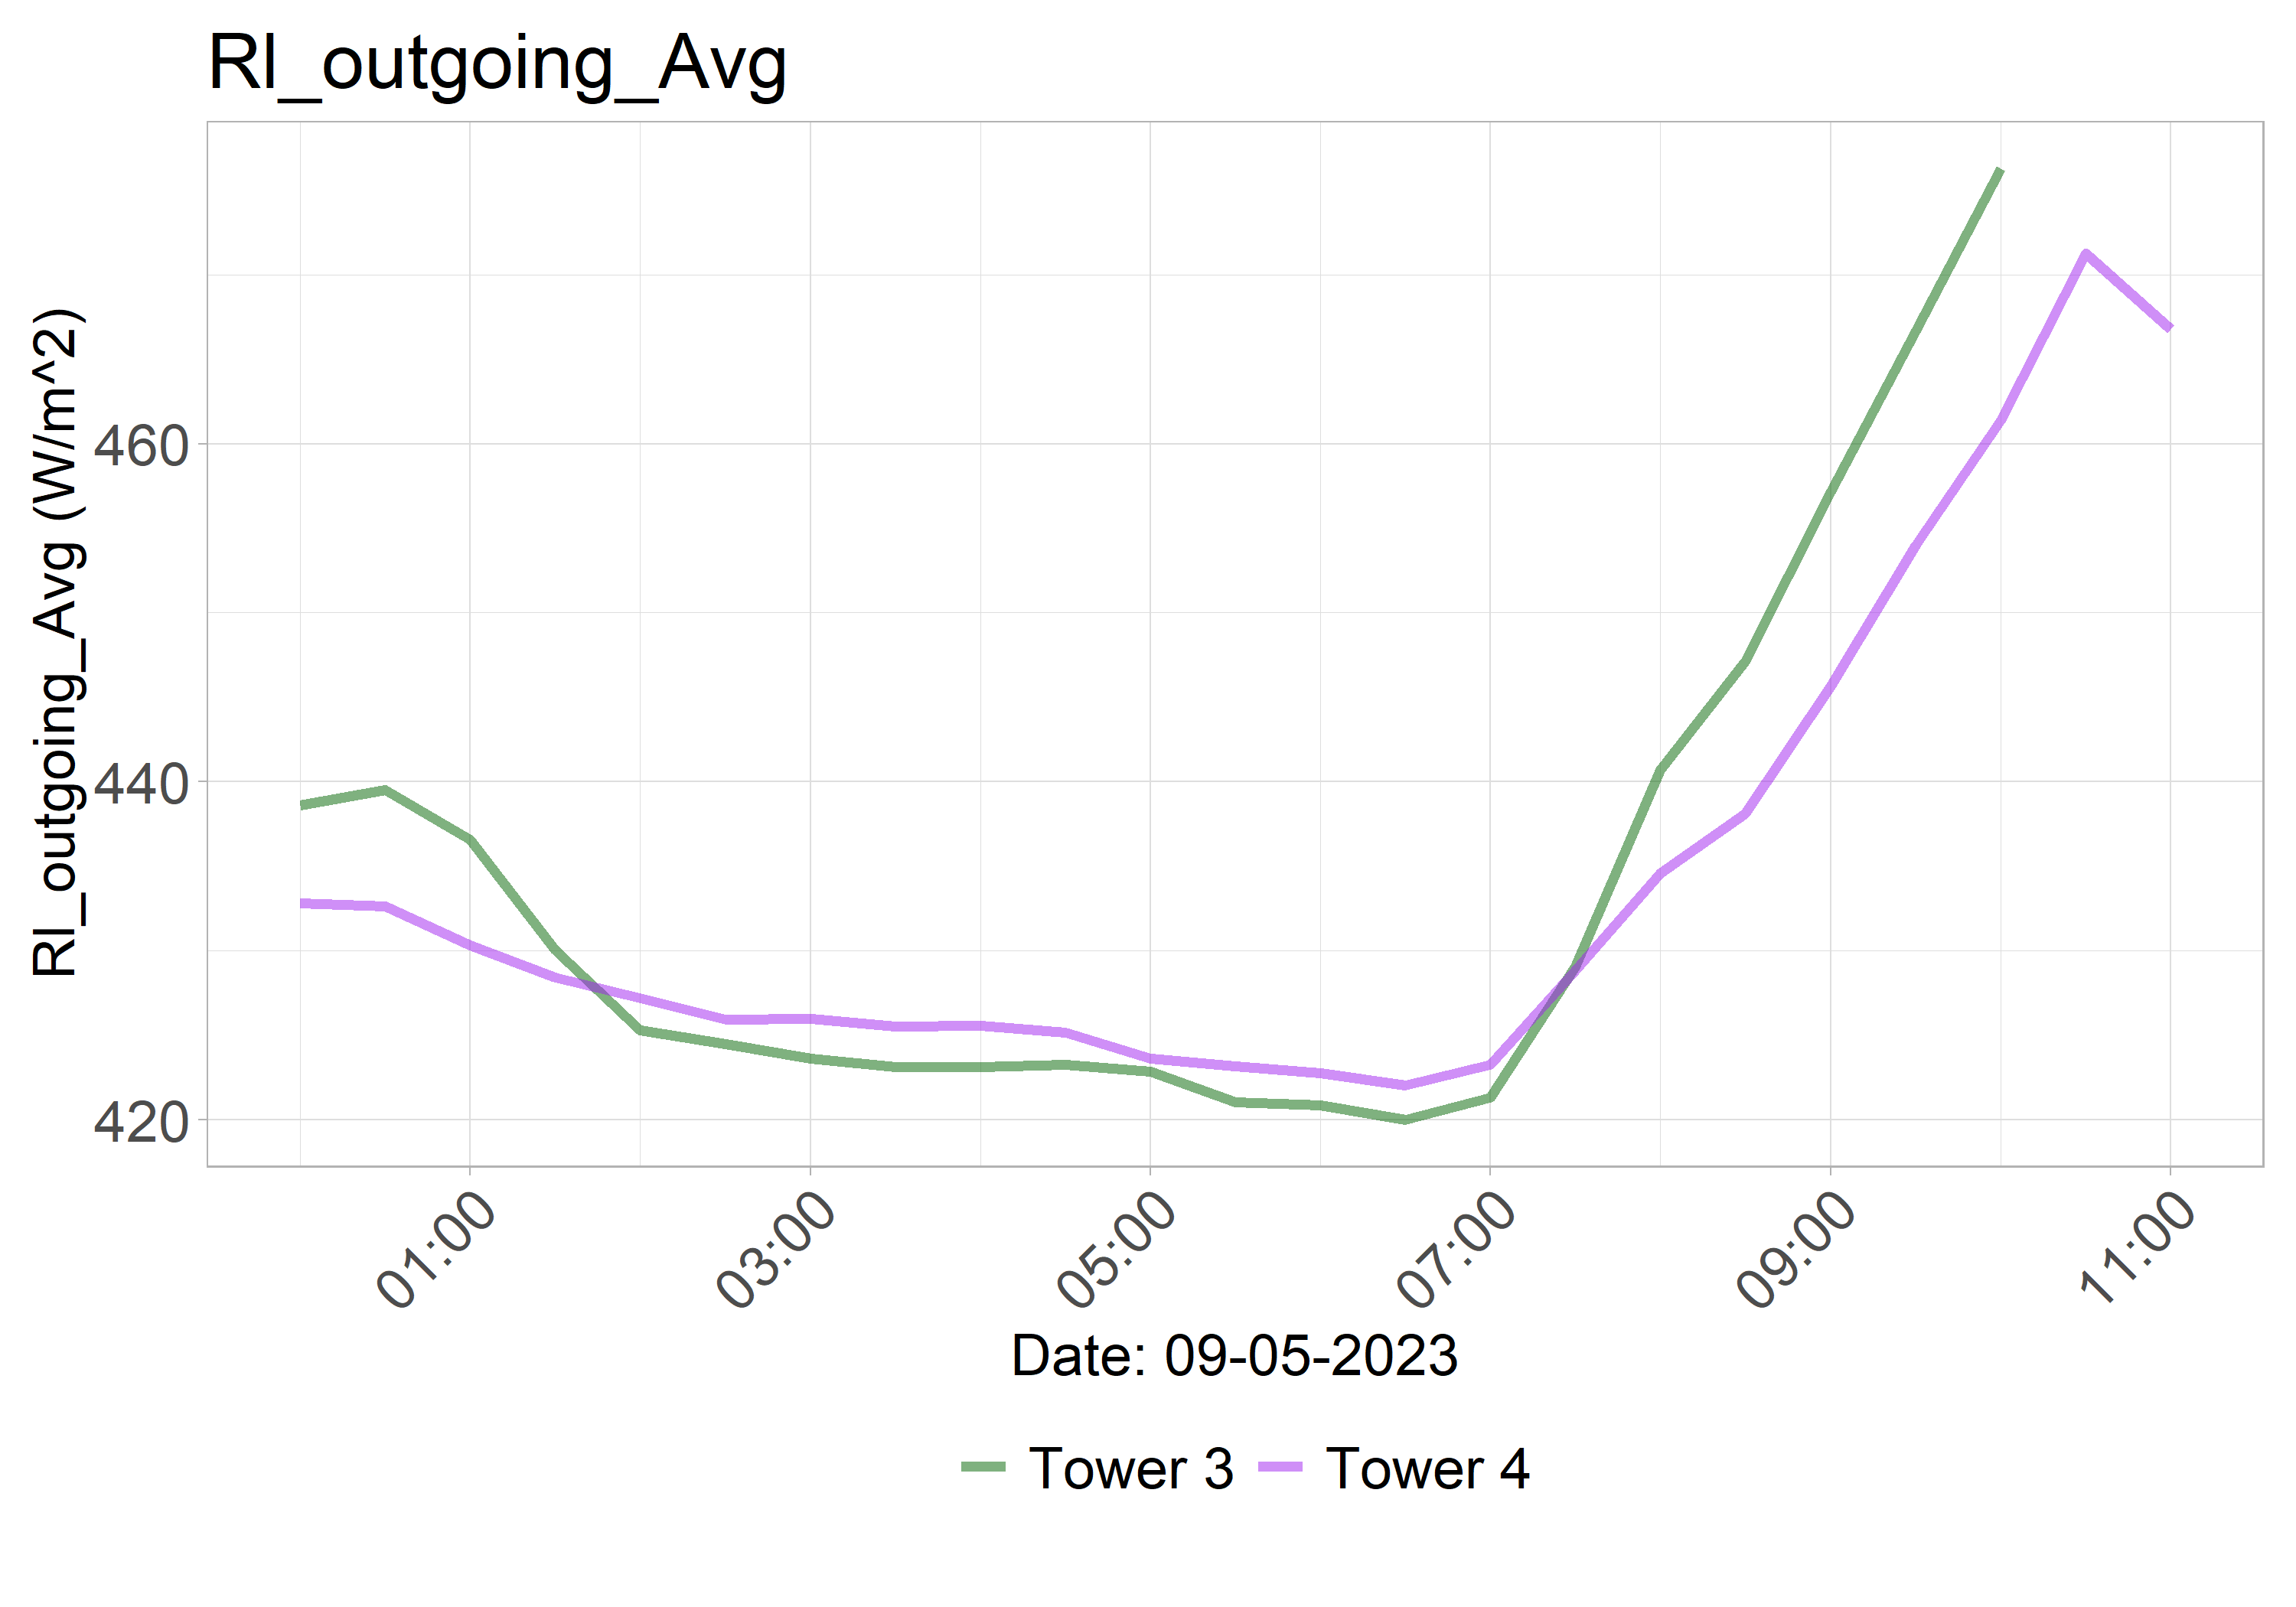 Rl_outgoing_Avg
Rl_outgoing_Avg (W/m^2)
460
440
420
01:00 03:00 05:00 07:00 09:00 11:00
Date: 09-05-2023
Tower 3 Tower 4